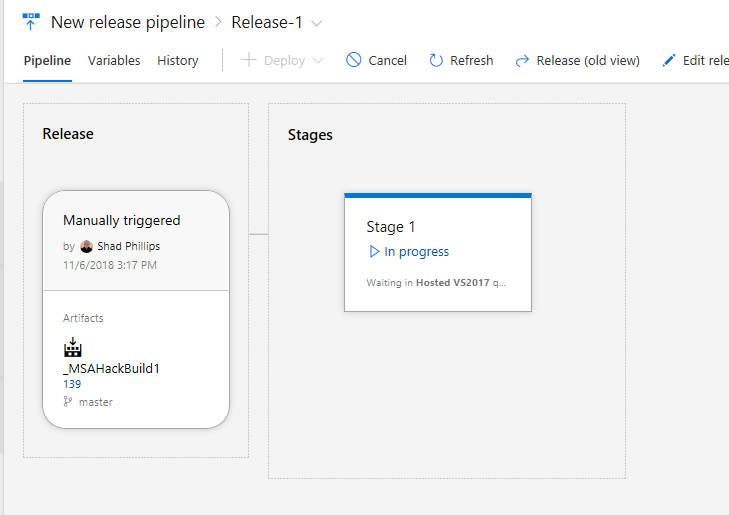 New release pipeline > Release-1
Pipeline Variables History Deploy Cancel Refresh Release (old view) Edit rele
Release
Stages
Manually triggered
by Shad Phillips
11/6/2018 3:17 PM
Artifacts
_MSAHackBuild1
139
master
Stage 1
In progress
Waiting in Hosted VS2017 q...